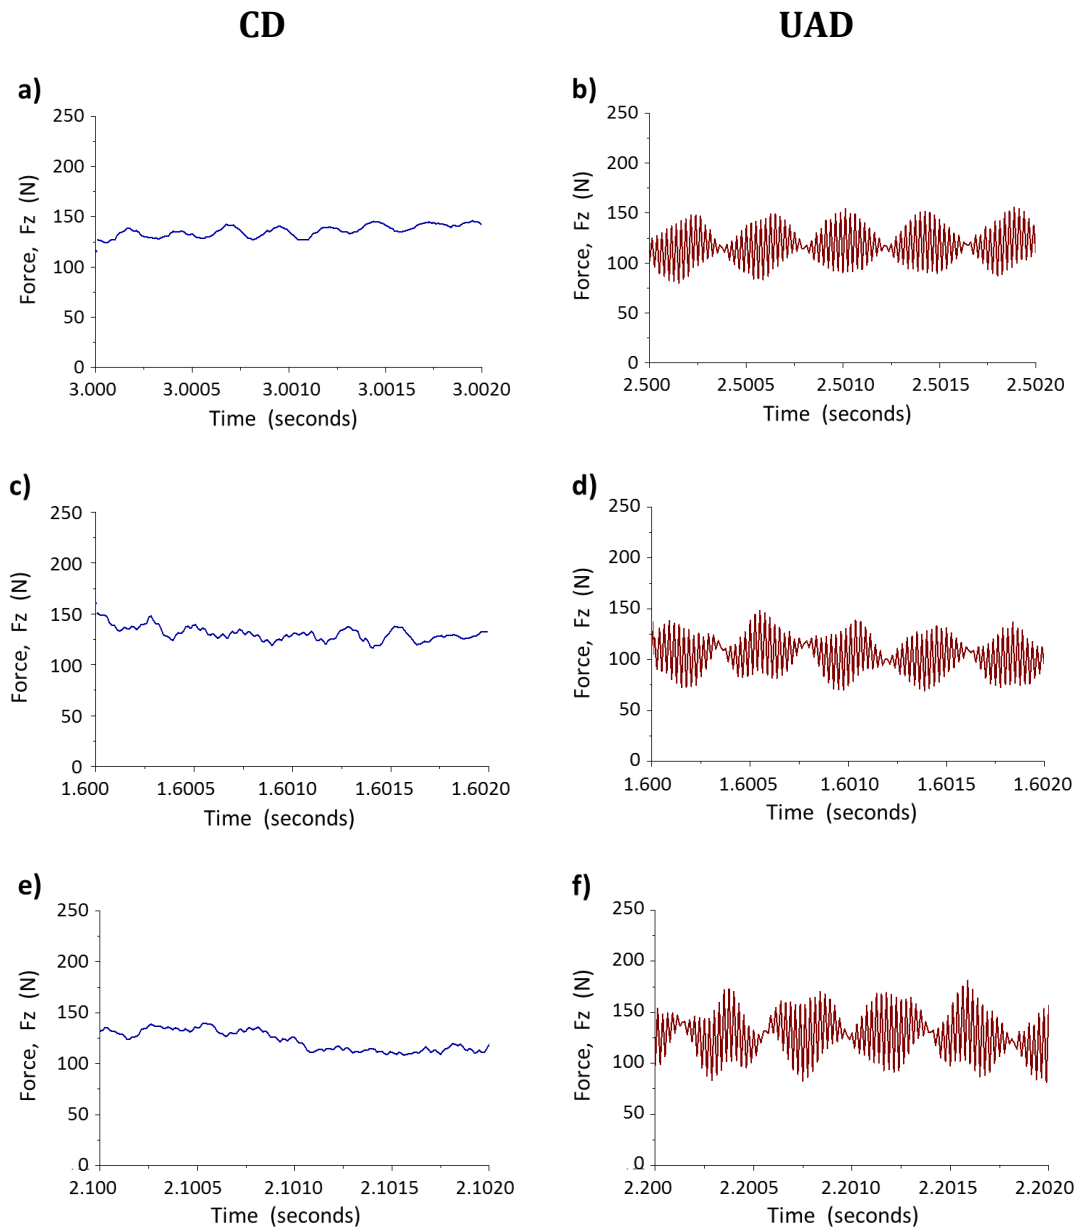 CD
UAD
a)
250
200
150
100
50
0
Force, Fz (N)
3.000 3.0005 3.0010 3.0015 3.0020
Time (seconds)
b)
250
200
150
100
50
0
Force, Fz (N)
2.500 2.5005 2.5010 2.5015 2.5020
Time (seconds)
c)
250
200
150
100
50
0
Force, Fz (N)
1.600 1.6005 1.6010 1.6015 1.6020
Time (seconds)
d)
250
200
150
100
50
0
Force, Fz (N)
1.600 1.6005 1.6010 1.6015 1.6020
Time (seconds)
e)
250
200
150
100
50
0
Force, Fz (N)
2.100 2.1005 2.1010 2.1015 2.1020
Time (seconds)
f)
250
200
150
100
50
0
Force, Fz (N)
2.200 2.2005 2.2010 2.2015 2.2020
Time (seconds)